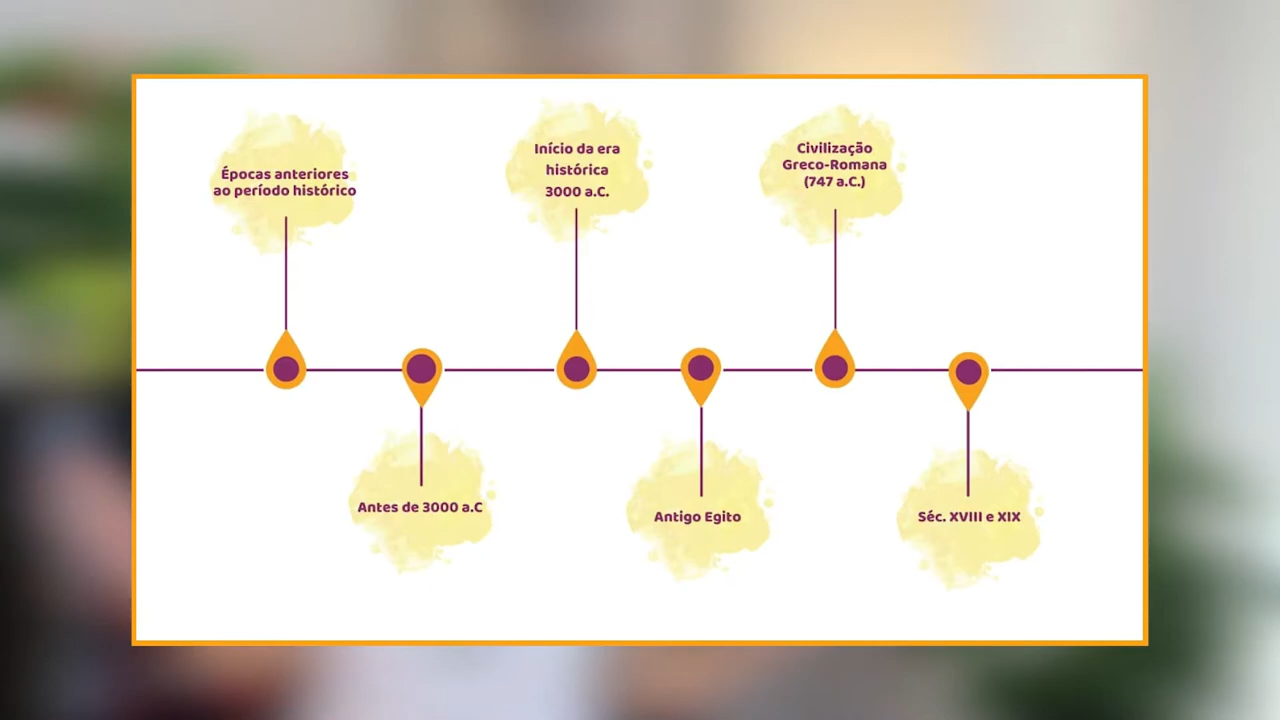 Épocas anteriores
ao período histórico
Antes de 3000 a.C
Início da era
histórica
3000 a.C.
Antigo Egito
Civilização
Greco-Romana
(747 a.C.)
Séc. XVIII e XIX